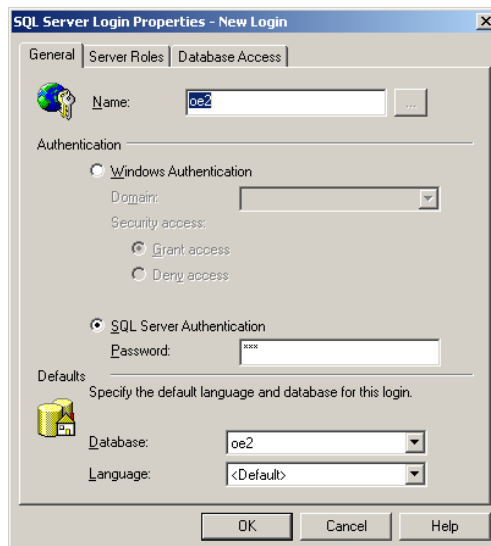 SQL Server Login Properties - New Login
General Server Roles Database Access
Name: oe2 ...
Authentication
Windows Authentication
Domain:
Security access:
Grant access
Deny access
SQL Server Authentication
Password: ***
Defaults
Specify the default language and database for this login.
Database: oe2
Language: <Default>
OK Cancel Help